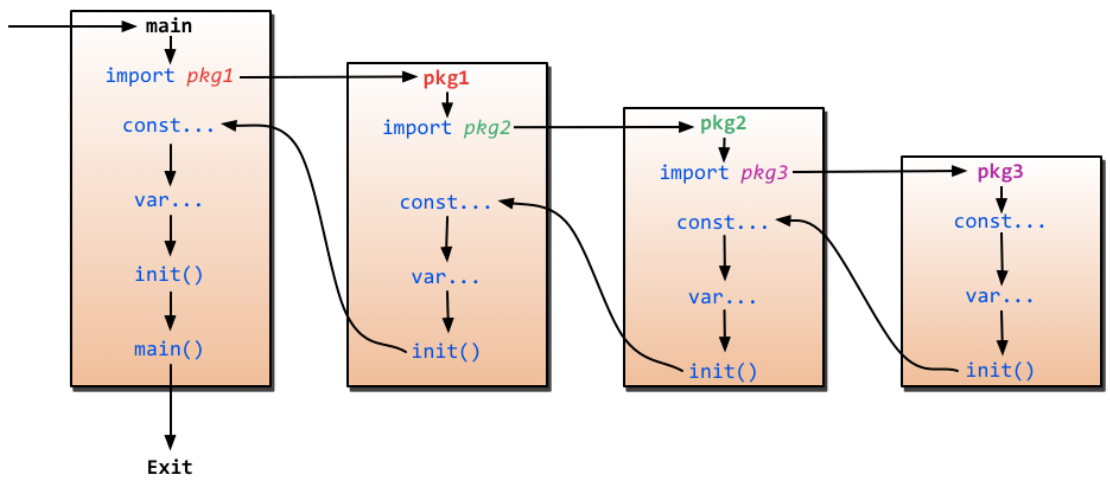 main
import pkg1
const...
var...
init()
main()
Exit
pkg1
import pkg2
const...
var...
init()
pkg2
import pkg3
const...
var...
init()
pkg3
const...
var...
init()